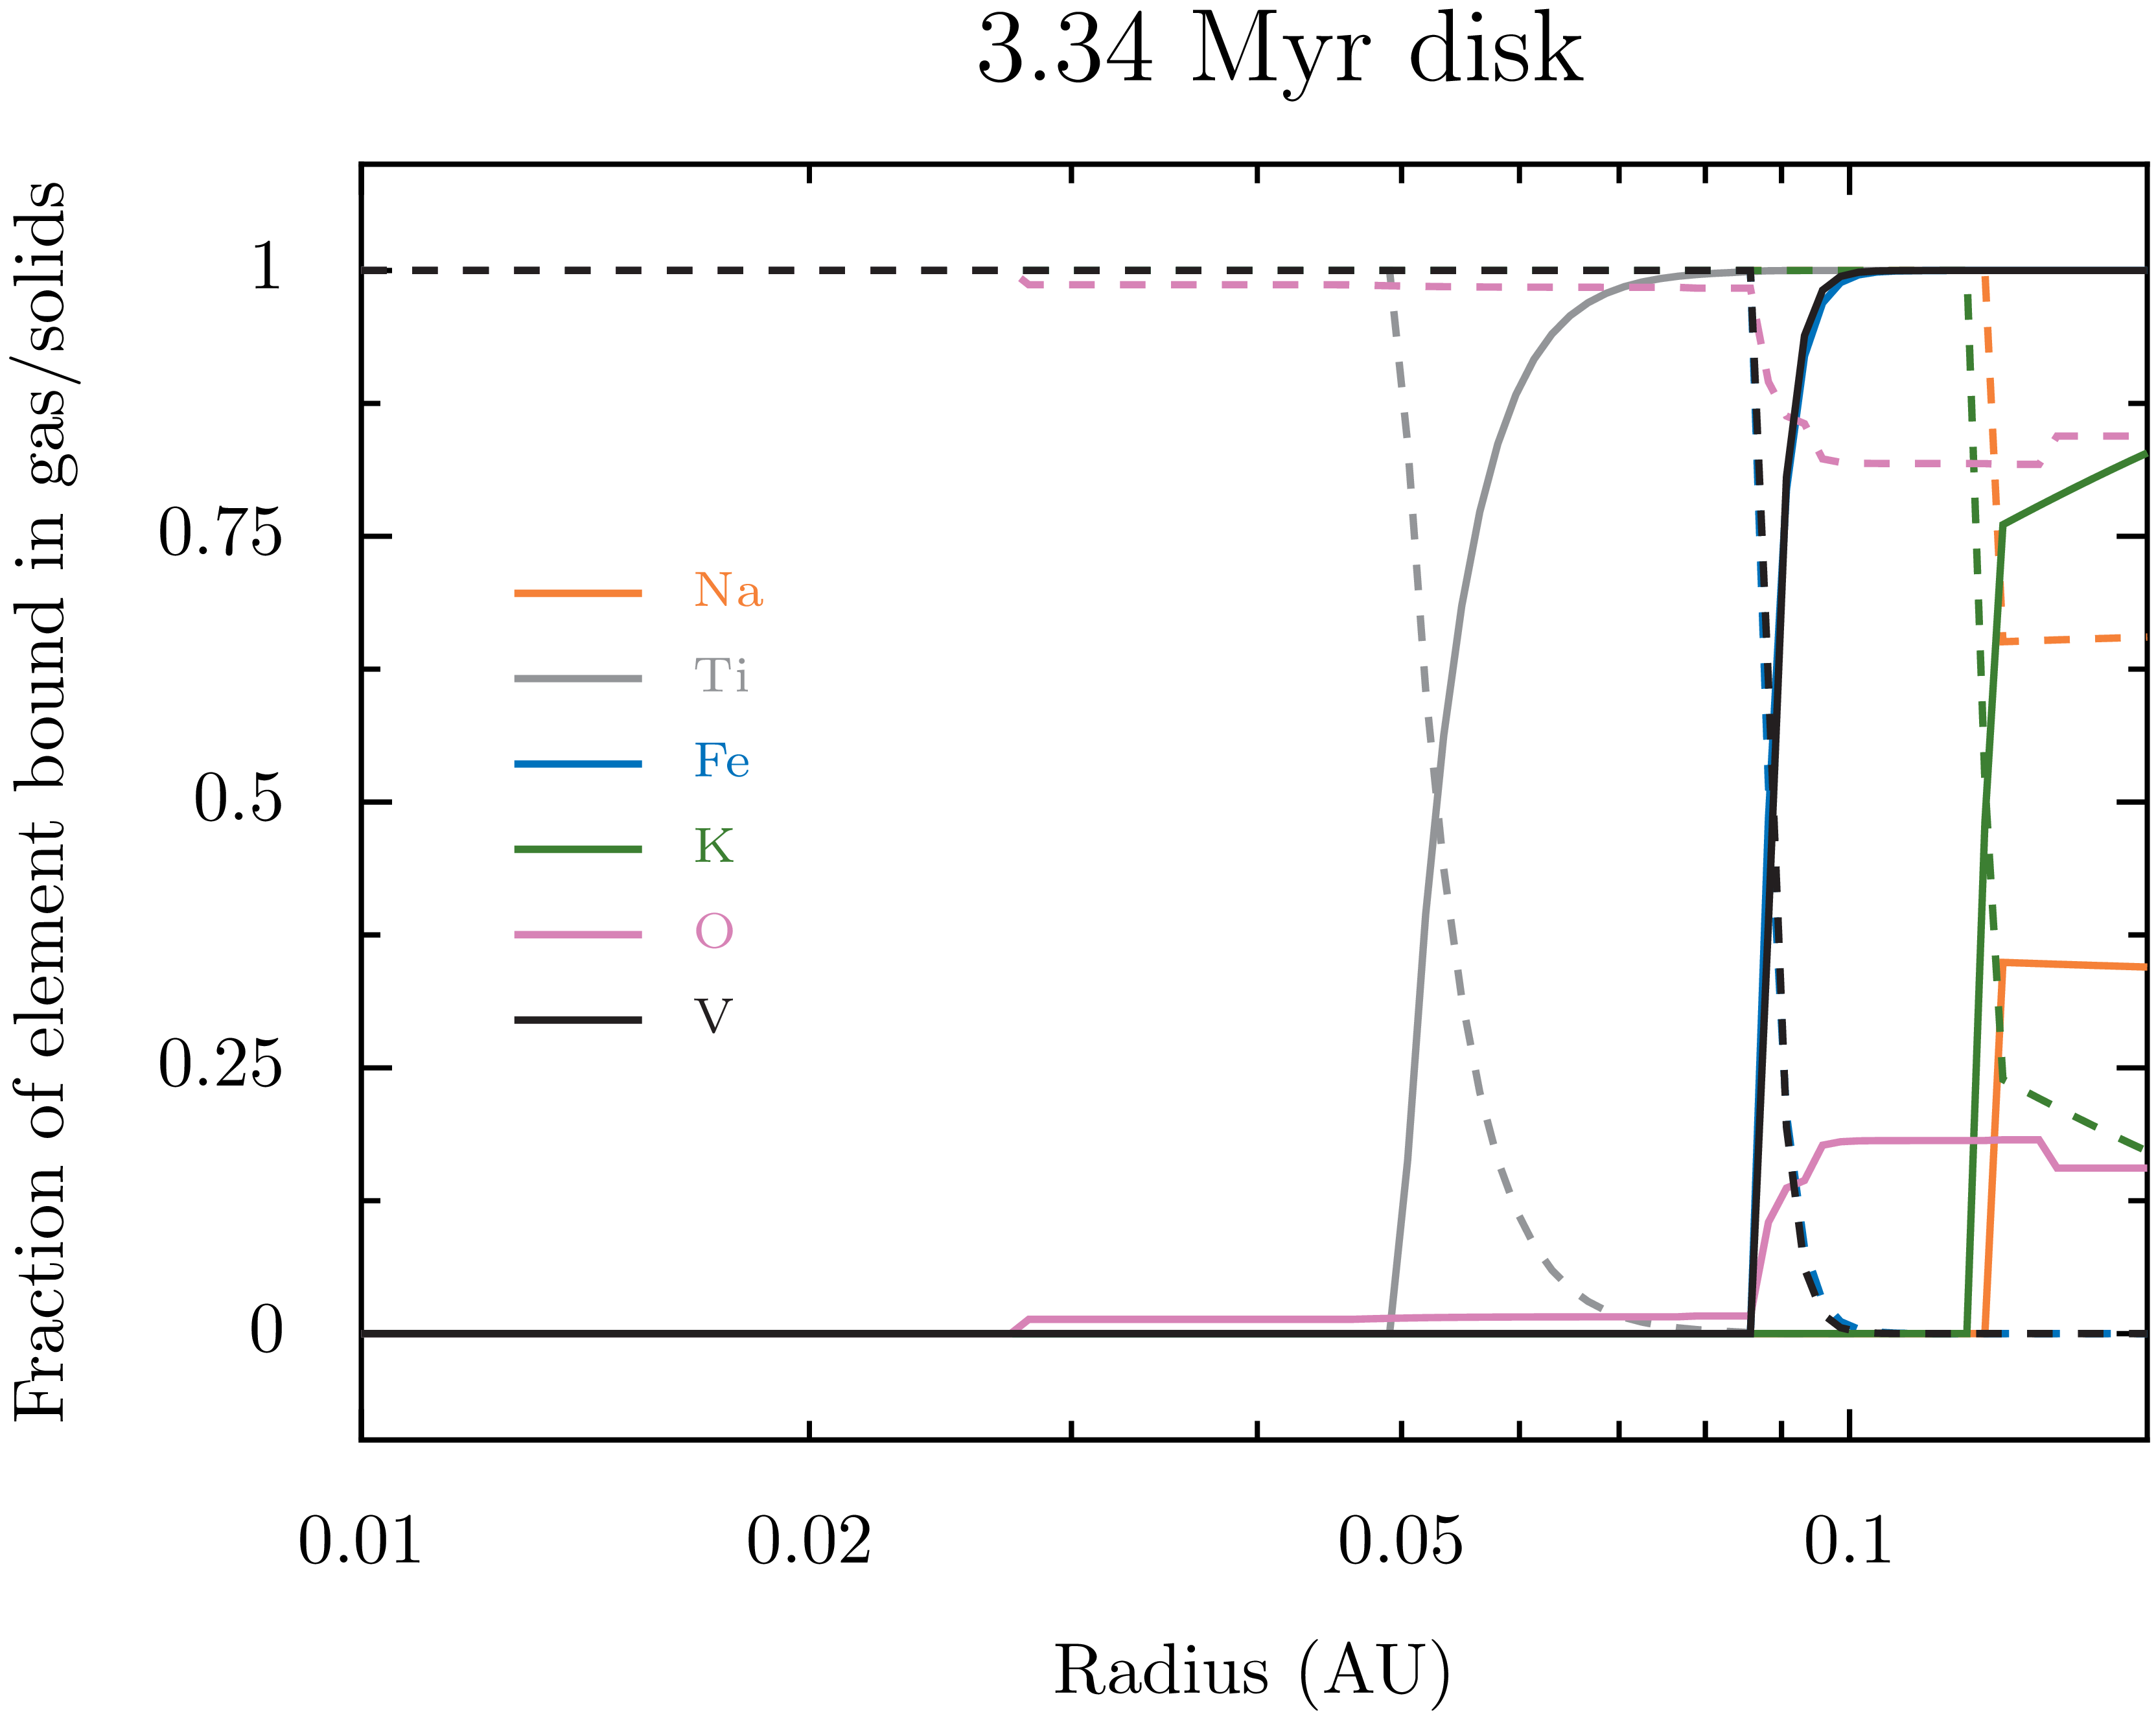 3.34 Myr disk
Fraction of element bound in gas/solids
1
0.75
0.5
0.25
0
Na
Ti
Fe
K
O
V
0.01 0.02 0.05 0.1
Radius (AU)